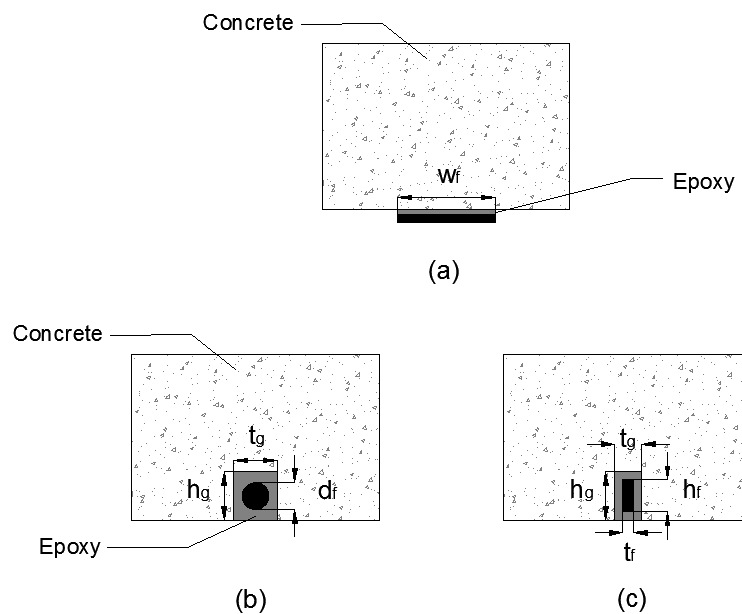 Concrete
wf
Epoxy
(a)
Concrete
tg
hg
df
Epoxy
(b)
tg
hg
hf
tf
(c)